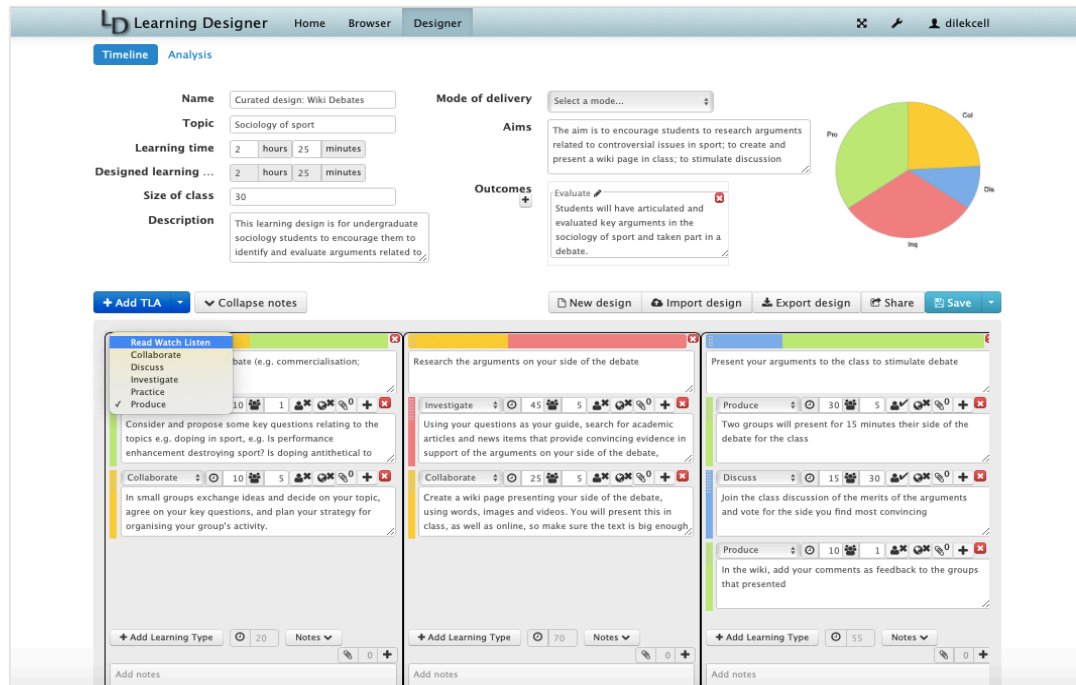 LD Learning Designer Home Browser Designer dilekcell
Timeline Analysis
Name Curated design: Wiki Debates
Topic Sociology of sport
Learning time 2 hours 25 minutes
Designed learning ... 2 hours 25 minutes
Size of class 30
Description This learning design is for undergraduate
sociology students to encourage them to
identify and evaluate arguments related to
Mode of delivery Select a mode...
Aims The aim is to encourage students to research arguments
related to controversial issues in sport; to create and
present a wiki page in class; to stimulate discussion
Outcomes Evaluate
+ Students will have articulated and
evaluated key arguments in the
sociology of sport and taken part in a
debate.
Pro
Col
Dis
Inq
+ Add TLA Collapse notes New design Import design Export design Share Save
Read Watch Listen
Collaborate
Discuss
Investigate
Practice
✓ Produce
bate (e.g. commercialisation;
10 1 0 +
Consider and propose some key questions relating to the
topics e.g. doping in sport, e.g. Is performance
enhancement destroying sport? Is doping antithetical to
Collaborate 10 5 0 +
In small groups exchange ideas and decide on your topic,
agree on your key questions, and plan your strategy for
organising your group's activity.
+ Add Learning Type 20 Notes
0 +
Add notes
Research the arguments on your side of the debate
Investigate 45 5 0 +
Using your questions as your guide, search for academic
articles and news items that provide convincing evidence in
support of the arguments on your side of the debate,
Collaborate 25 5 0 +
Create a wiki page presenting your side of the debate,
using words, images and videos. You will present this in
class, as well as online, so make sure the text is big enough
+ Add Learning Type 70 Notes
0 +
Add notes
Present your arguments to the class to stimulate debate
Produce 30 5 0 +
Two groups will present for 15 minutes their side of the
debate for the class
Discuss 15 30 0 +
Join the class discussion of the merits of the arguments
and vote for the side you find most convincing
Produce 10 1 0 +
In the wiki, add your comments as feedback to the groups
that presented
+ Add Learning Type 55 Notes
0 +
Add notes